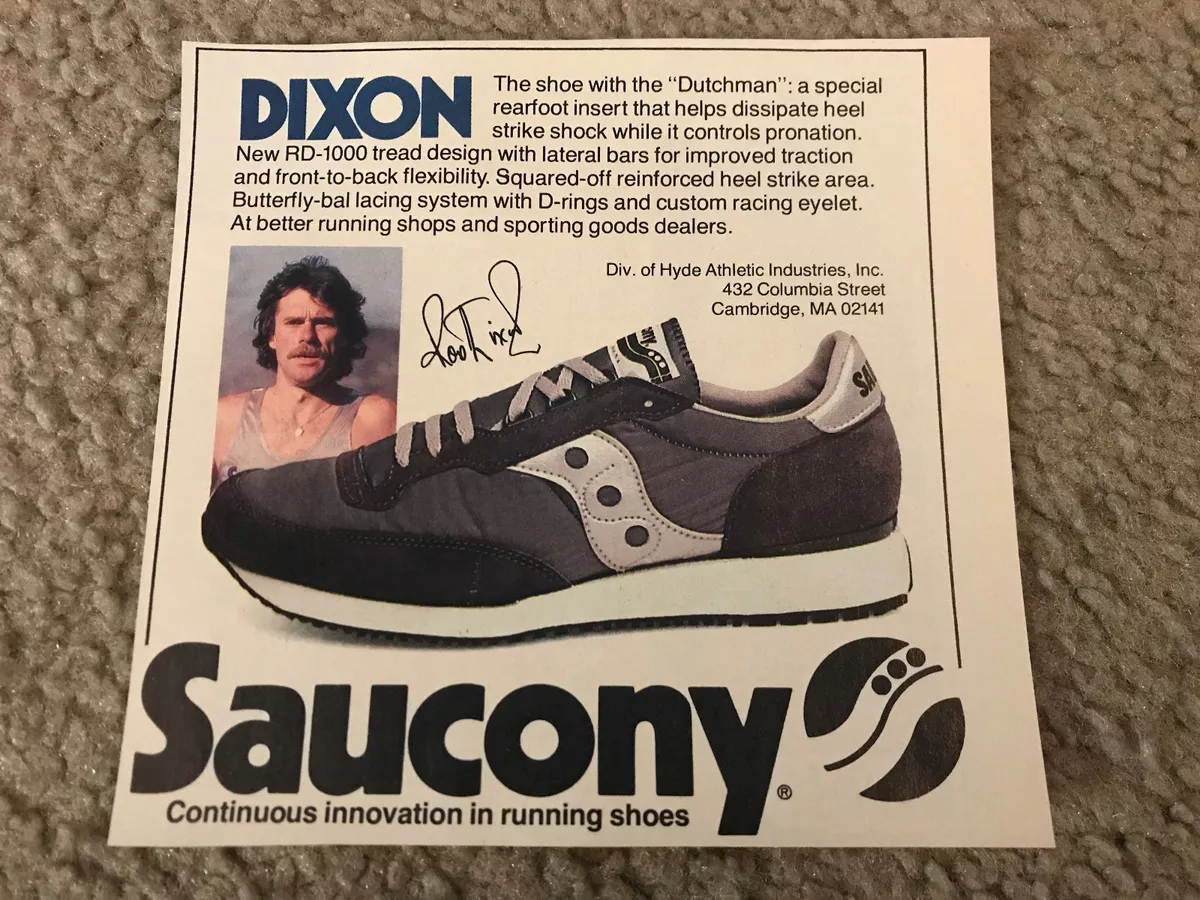 DIXON
The shoe with the “Dutchman”: a special
rearfoot insert that helps dissipate heel
strike shock while it controls pronation.
New RD-1000 tread design with lateral bars for improved traction
and front-to-back flexibility. Squared-off reinforced heel strike area.
Butterfly-bal lacing system with D-rings and custom racing eyelet.
At better running shops and sporting goods dealers.
Div. of Hyde Athletic Industries, Inc.
432 Columbia Street
Cambridge, MA 02141
Saucony®
Continuous innovation in running shoes